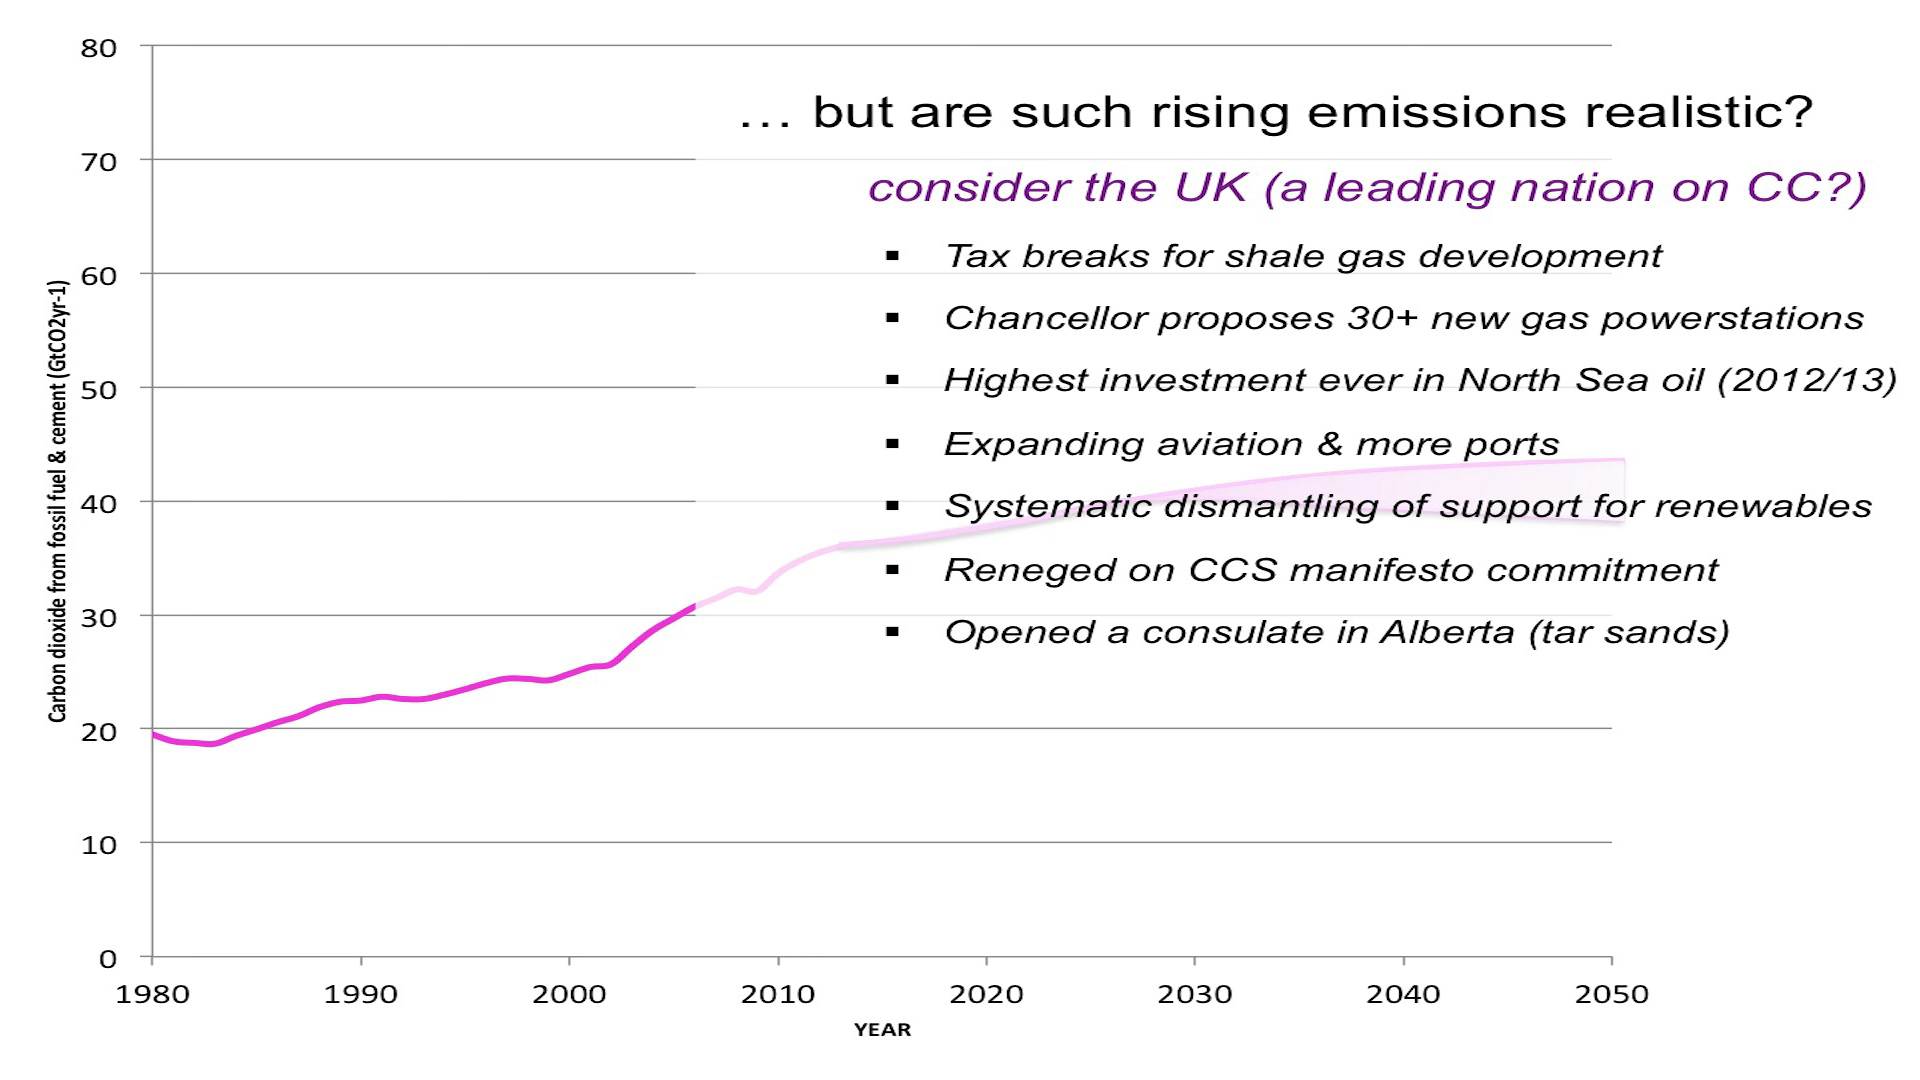 … but are such rising emissions realistic?
consider the UK (a leading nation on CC?)
▪ Tax breaks for shale gas development
▪ Chancellor proposes 30+ new gas powerstations
▪ Highest investment ever in North Sea oil (2012/13)
▪ Expanding aviation & more ports
▪ Systematic dismantling of support for renewables
▪ Reneged on CCS manifesto commitment
▪ Opened a consulate in Alberta (tar sands)
Carbon dioxide from fossil fuel & cement (GtCO2yr-1)
80
70
60
50
40
30
20
10
0
1980 1990 2000 2010 2020 2030 2040 2050
YEAR